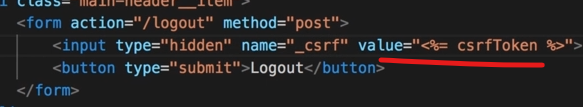 class="main-header__item">
<form action="/logout" method="post">
<input type="hidden" name="_csrf" value="<%= csrfToken %>">
<button type="submit">Logout</button>
</form>